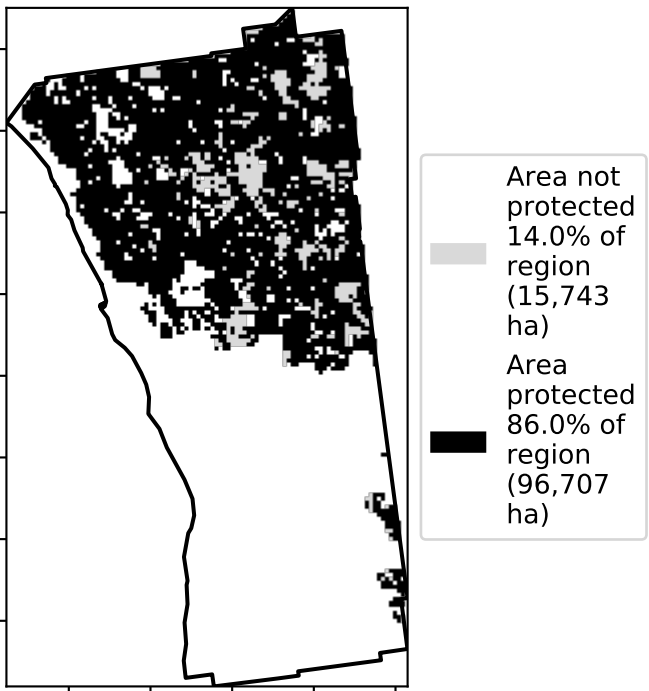 Area not
protected
14.0% of
region
(15,743
ha)
Area
protected
86.0% of
region
(96,707
ha)